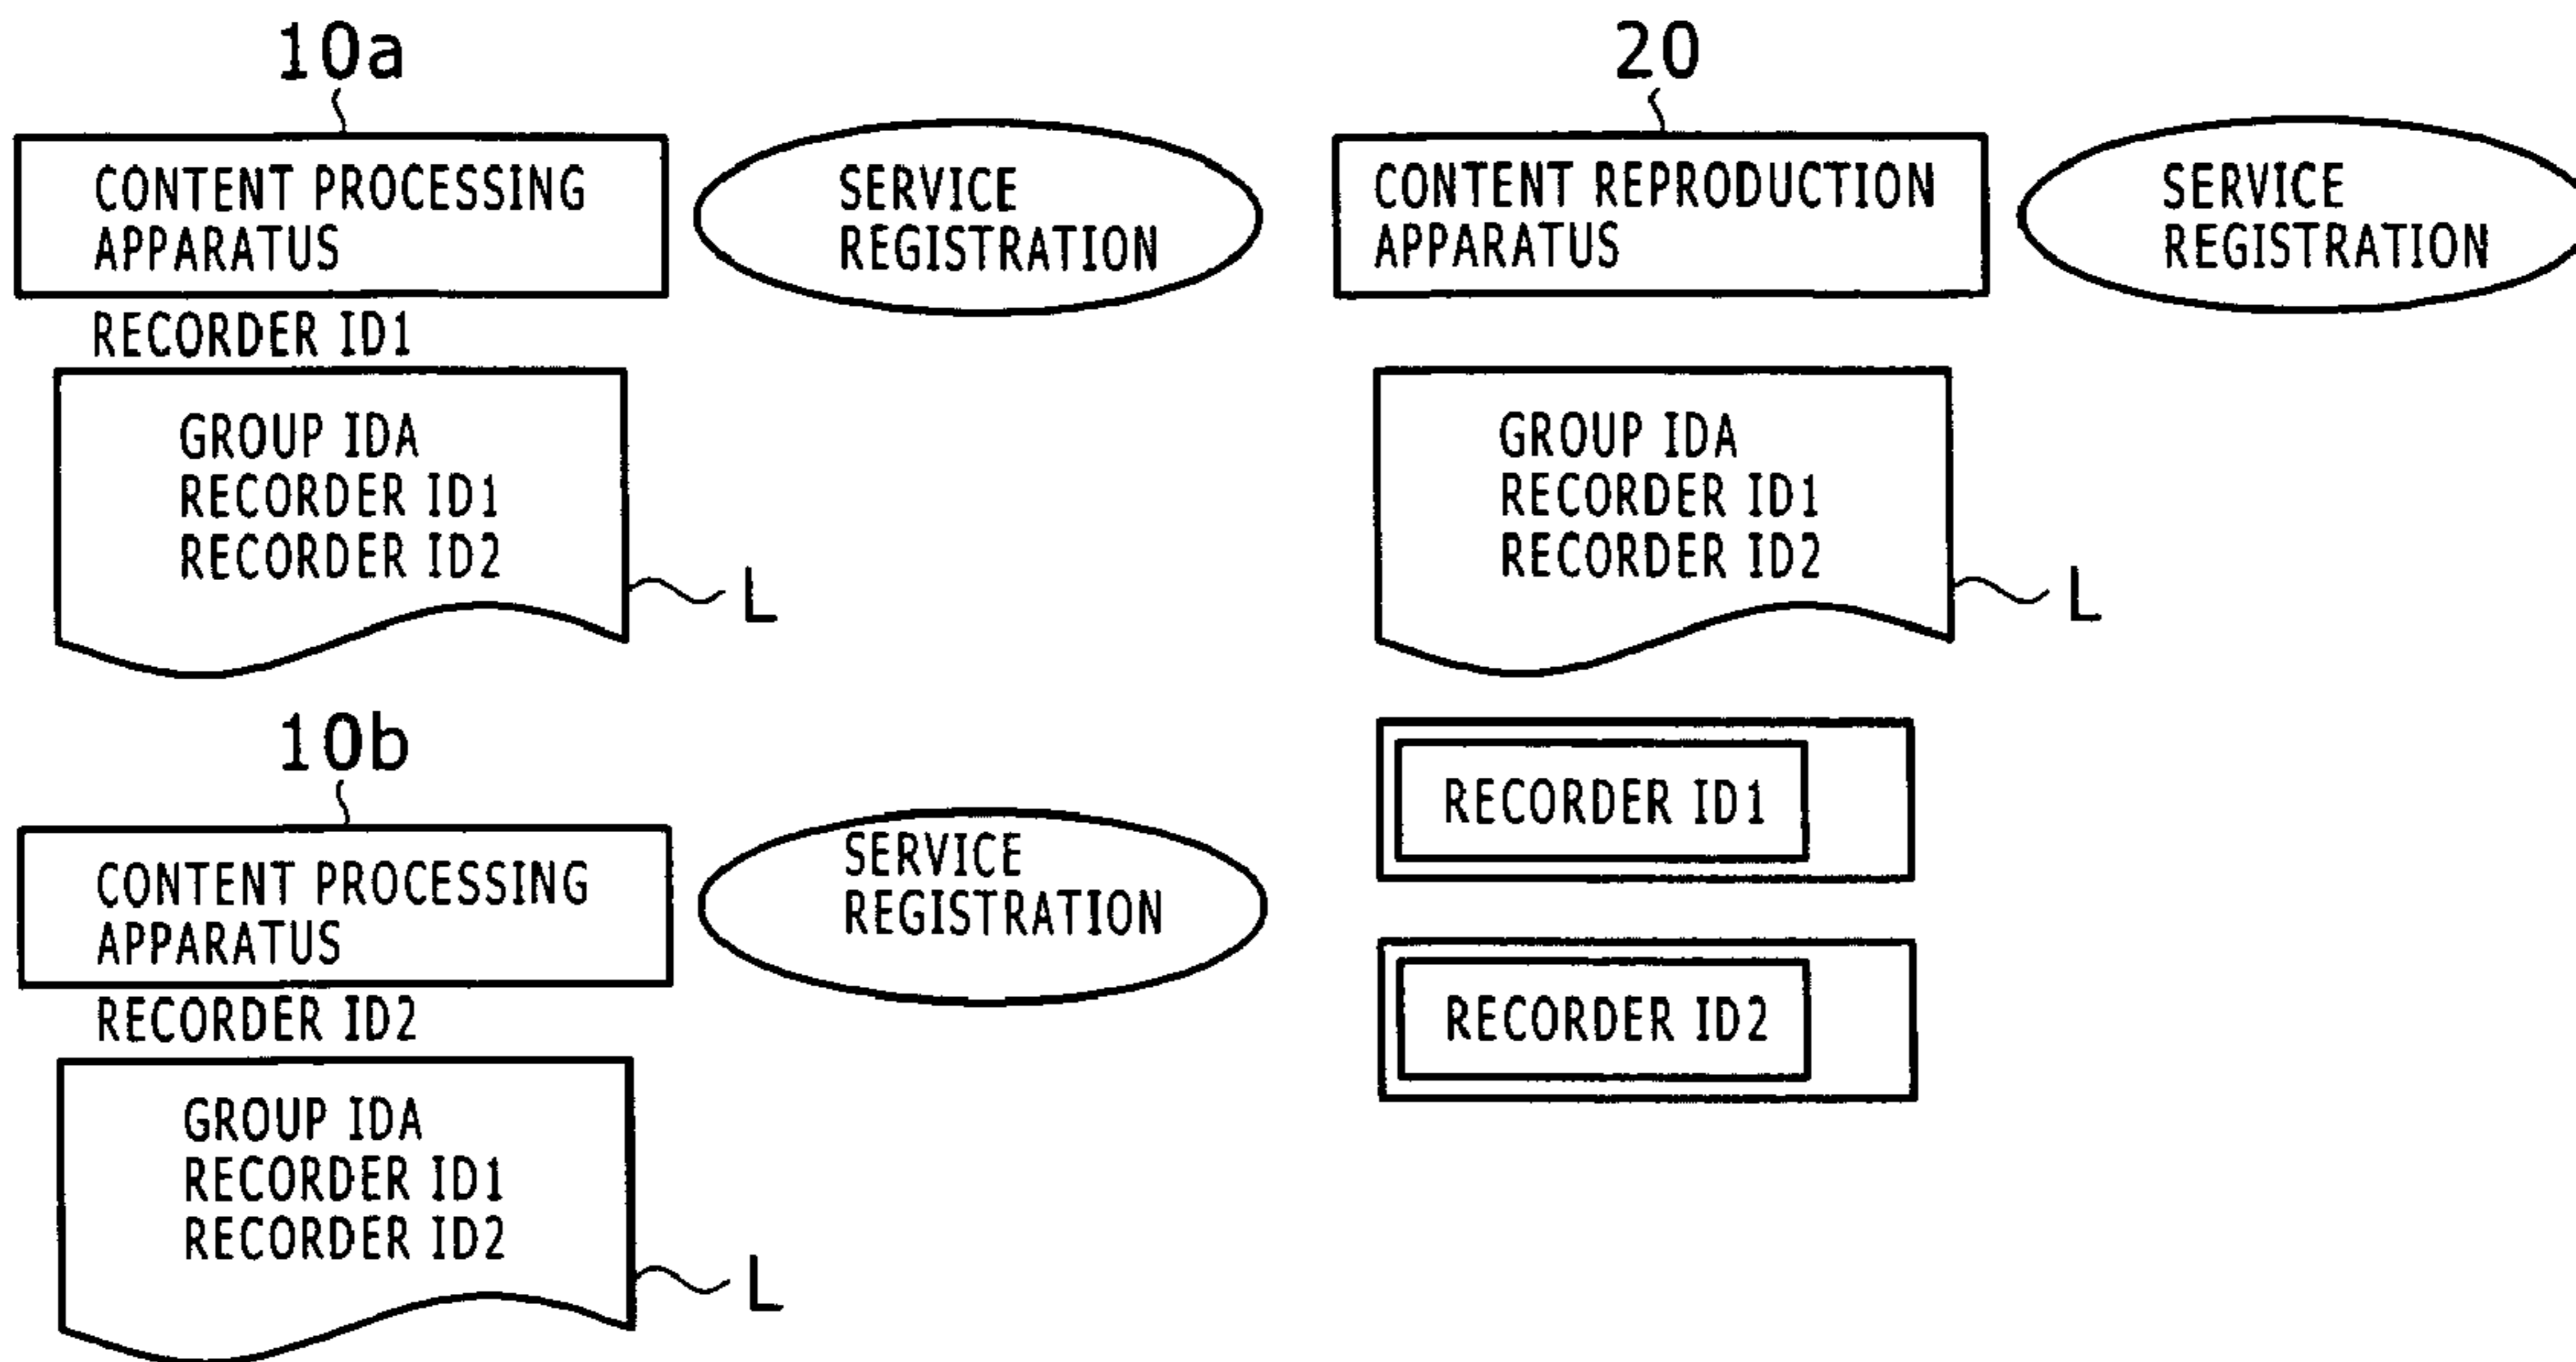 10a
CONTENT PROCESSING
APPARATUS
SERVICE
REGISTRATION
RECORDER ID1
GROUP IDA
RECORDER ID1
RECORDER ID2
L
10b
CONTENT PROCESSING
APPARATUS
SERVICE
REGISTRATION
RECORDER ID2
GROUP IDA
RECORDER ID1
RECORDER ID2
L
20
CONTENT REPRODUCTION
APPARATUS
SERVICE
REGISTRATION
GROUP IDA
RECORDER ID1
RECORDER ID2
L
RECORDER ID1
RECORDER ID2